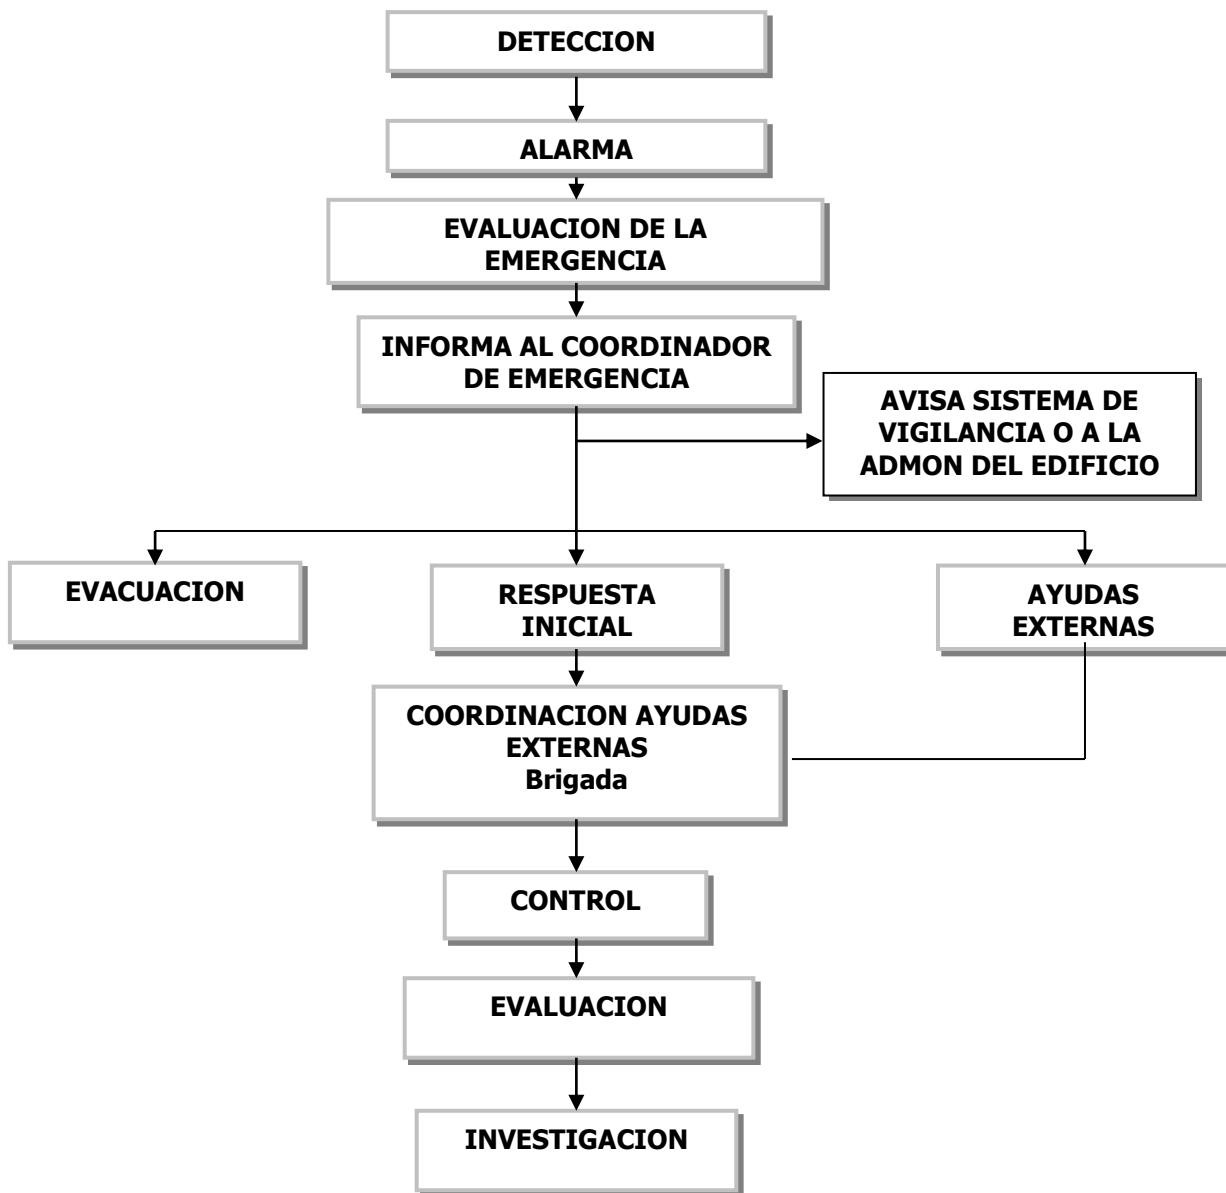 DETECCION
ALARMA
EVALUACION DE LA
EMERGENCIA
INFORMA AL COORDINADOR
DE EMERGENCIA
AVISA SISTEMA DE
VIGILANCIA O A LA
ADMON DEL EDIFICIO
EVACUACION
RESPUESTA
INICIAL
AYUDAS
EXTERNAS
COORDINACION AYUDAS
EXTERNAS
Brigada
CONTROL
EVALUACION
INVESTIGACION